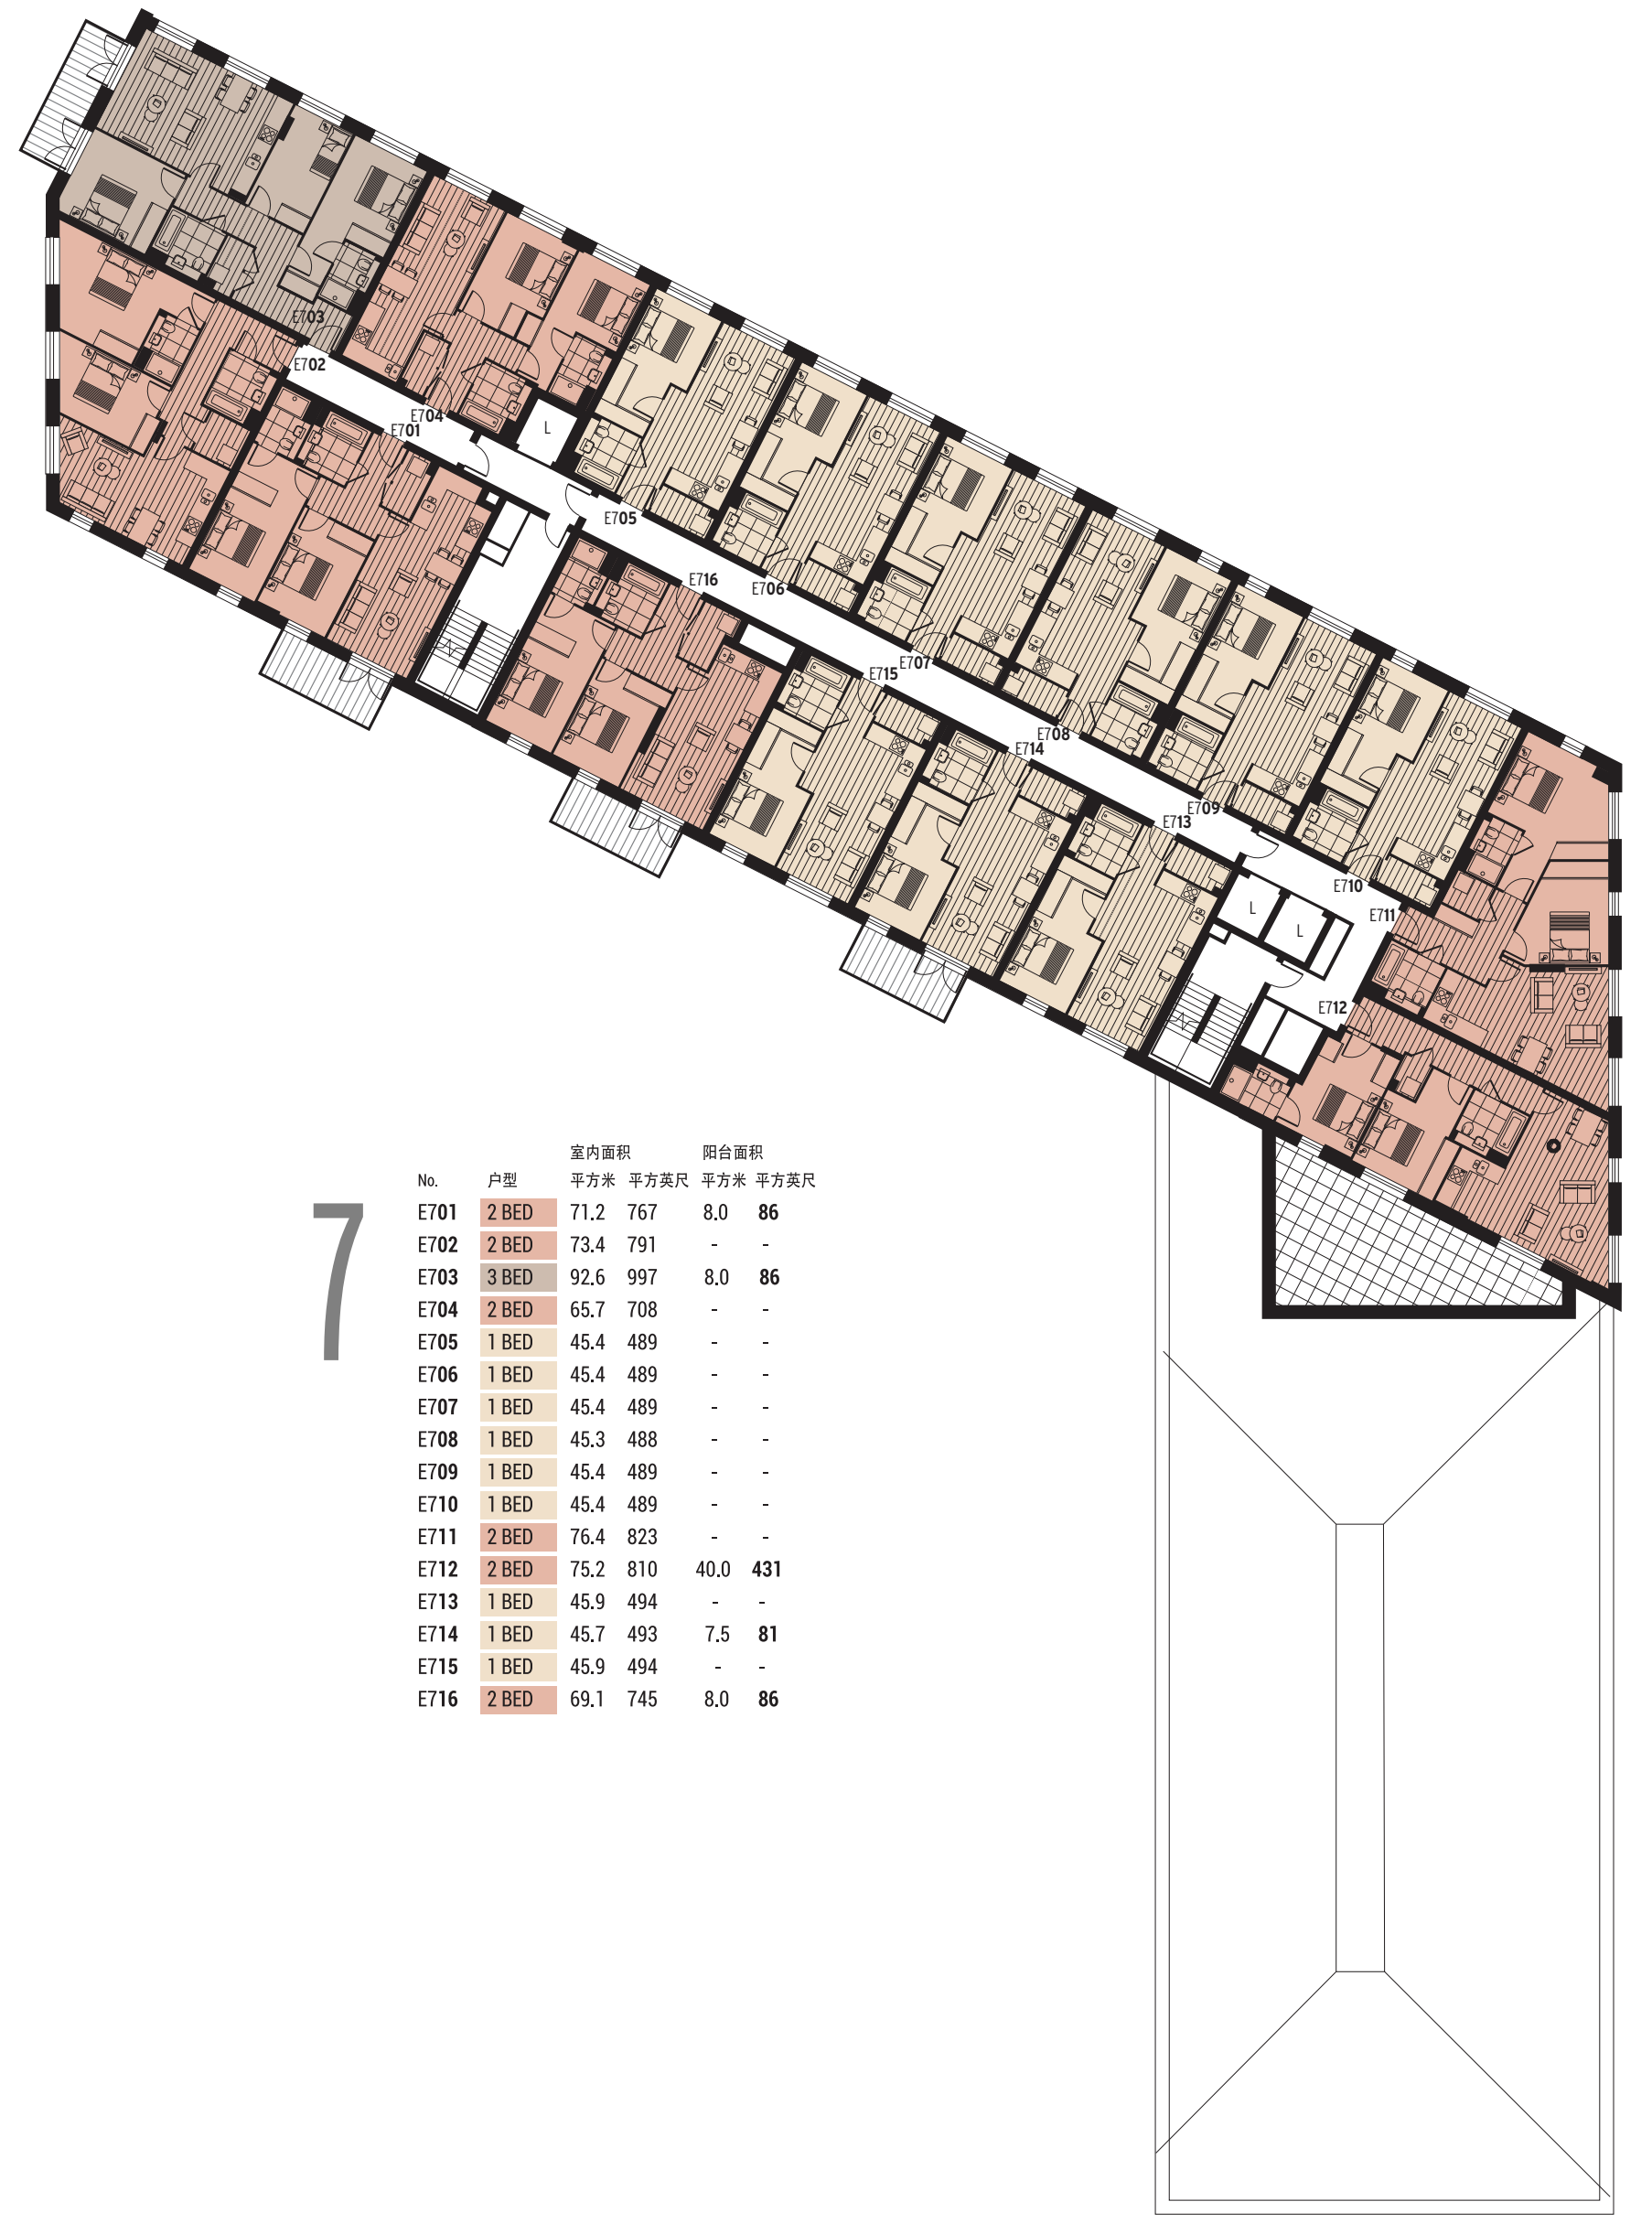 E703
E702
E704
E701
L
E705
E716
E706
E707
E715
E708
E714
E709
E713
E710
E711
L
L
E712
7
室内面积 阳台面积
No. 户型 平方米 平方英尺 平方米 平方英尺
E701 2 BED 71.2 767 8.0 86
E702 2 BED 73.4 791 - -
E703 3 BED 92.6 997 8.0 86
E704 2 BED 65.7 708 - -
E705 1 BED 45.4 489 - -
E706 1 BED 45.4 489 - -
E707 1 BED 45.4 489 - -
E708 1 BED 45.3 488 - -
E709 1 BED 45.4 489 - -
E710 1 BED 45.4 489 - -
E711 2 BED 76.4 823 - -
E712 2 BED 75.2 810 40.0 431
E713 1 BED 45.9 494 - -
E714 1 BED 45.7 493 7.5 81
E715 1 BED 45.9 494 - -
E716 2 BED 69.1 745 8.0 86